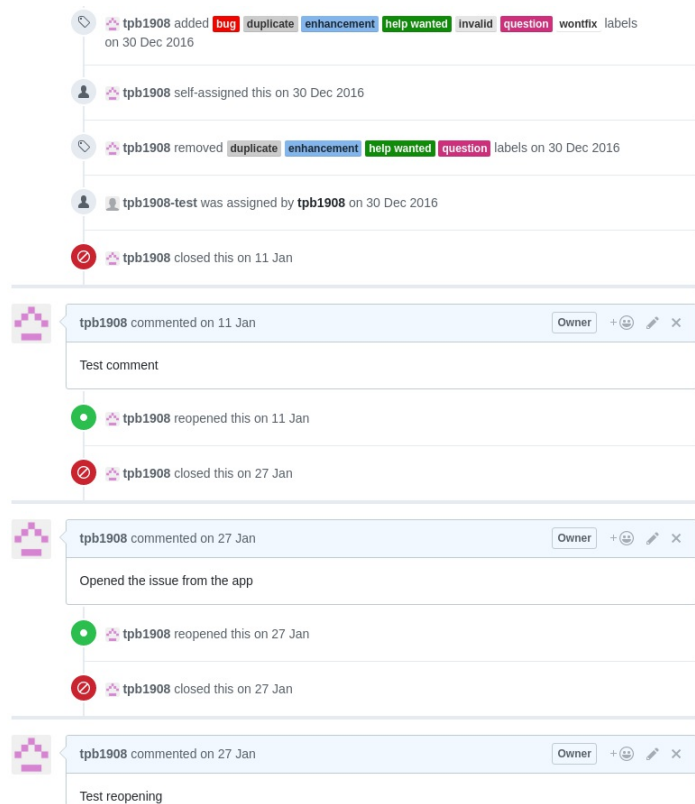 tpb1908 added bug duplicate enhancement help wanted invalid question wontfix labels
on 30 Dec 2016
tpb1908 self-assigned this on 30 Dec 2016
tpb1908 removed duplicate enhancement help wanted question labels on 30 Dec 2016
tpb1908-test was assigned by tpb1908 on 30 Dec 2016
tpb1908 closed this on 11 Jan
tpb1908 commented on 11 Jan Owner
Test comment
tpb1908 reopened this on 11 Jan
tpb1908 closed this on 27 Jan
tpb1908 commented on 27 Jan Owner
Opened the issue from the app
tpb1908 reopened this on 27 Jan
tpb1908 closed this on 27 Jan
tpb1908 commented on 27 Jan Owner
Test reopening